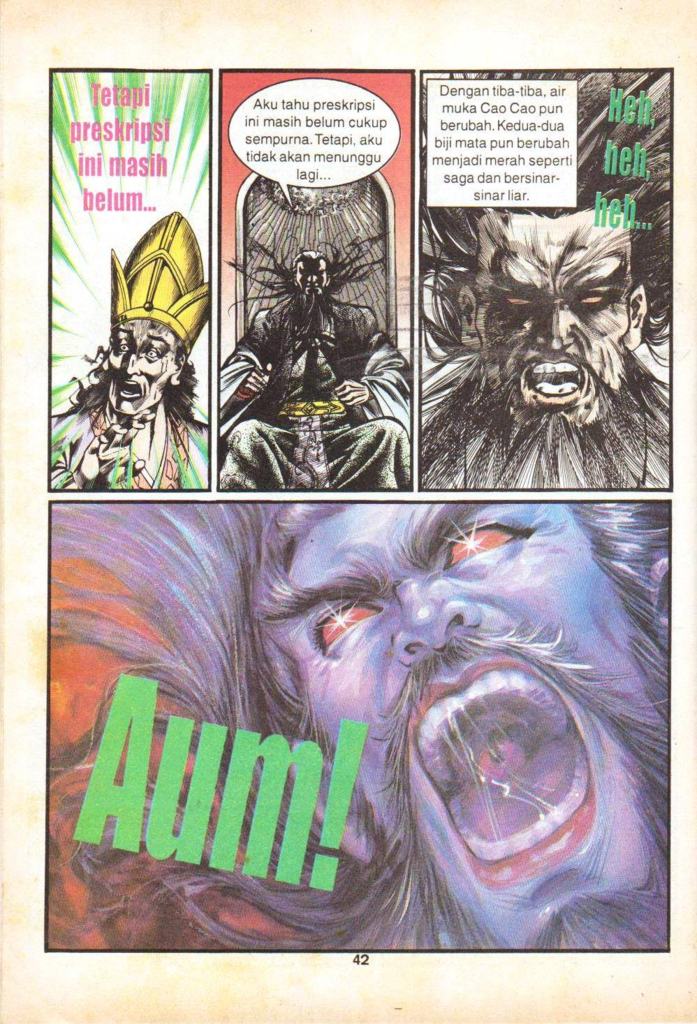 Tetapi
preskripsi
ini masih
belum...
Aku tahu preskripsi
ini masih belum cukup
sempurna. Tetapi, aku
tidak akan menunggu
lagi...
Dengan tiba-tiba, air
muka Cao Cao pun
berubah. Kedua-dua
biji mata pun berubah
menjadi merah seperti
saga dan bersinar-
sinar liar.
Heh,
heh,
heh...
Aum!
42